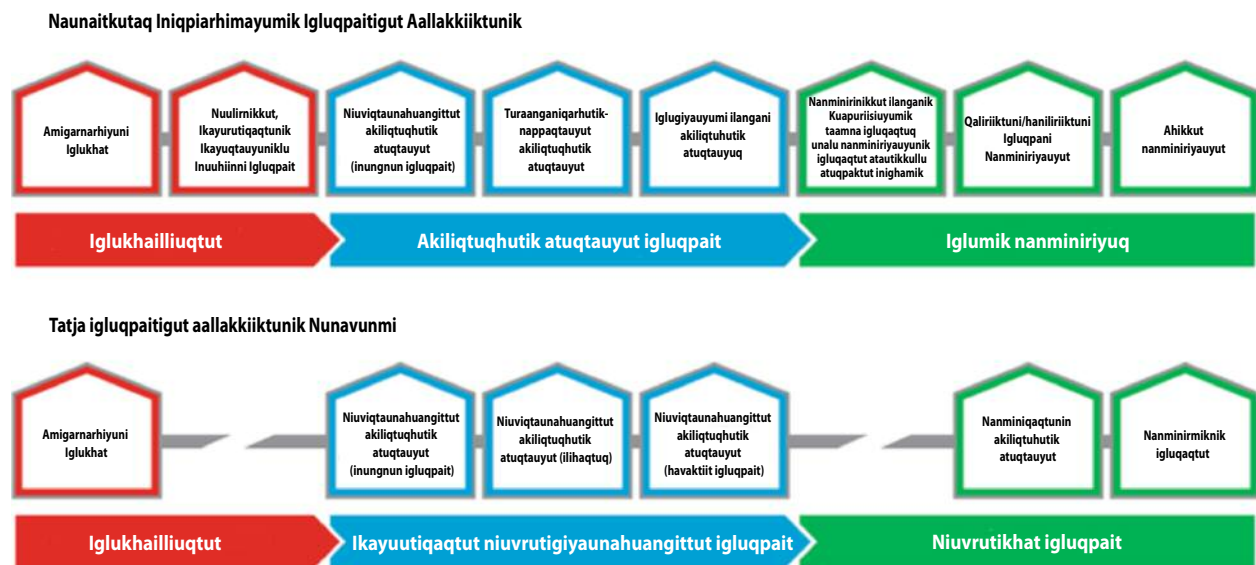 Naunaitkutaq Iniqpiarhimayumik Igluqpaitigut Aallakkiiktunik
Amigarnarhiyuni
Iglukhat
Nuulirnikkut,
Ikayurutiqaqtunik
Ikayuqtauyuniklu
Inuuhiinni Igluqpait
Niuviqtaunahuangittut
akiliqtuqhutik
atuqtauyut
(inungnun igluqpait)
Turaanganiqarhutik-
nappaqtauyut
akiliqtuqhutik
atuqtauyut
Iglugiyauyumi ilangani
akiliqtuhutik
atuqtauyuq
Nanminirinikkut ilanganik
Kuapuriisiuyumik
taamna igluqaqtuq
unalu nanminiriyauyunik
igluqaqtut atautikkullu
atuqpaktut inighamik
Qaliriiktuni/haniliriiktuni
Igluqpani
Nanminiriyauyut
Ahikkut
nanminiriyauyut
Iglukhailliuqtut
Akiliqtuqhutik atuqtauyut igluqpait
Iglumik nanminiriyuq
Tatja igluqpaitigut aallakkiiktunik Nunavunmi
Amigarnarhiyuni
Iglukhat
Niuviqtaunahuangittut
akiliqtuqhutik
atuqtauyut
(inungnun igluqpait)
Niuviqtaunahuangittut
akiliqtuqhutik
atuqtauyut (ilihaqtuq)
Niuviqtaunahuangittut
akiliqtuqhutik
atuqtauyut
(havaktiit igluqpait)
Nanminiqaqtunin
akiliqtuhutik
atuqtauyut
Nanminirmiknik
igluqaqtut
Iglukhailliuqtut
Ikayuutiqaqtut niuvrutigiyaunahuangittut igluqpait
Niuvrutikhat igluqpait